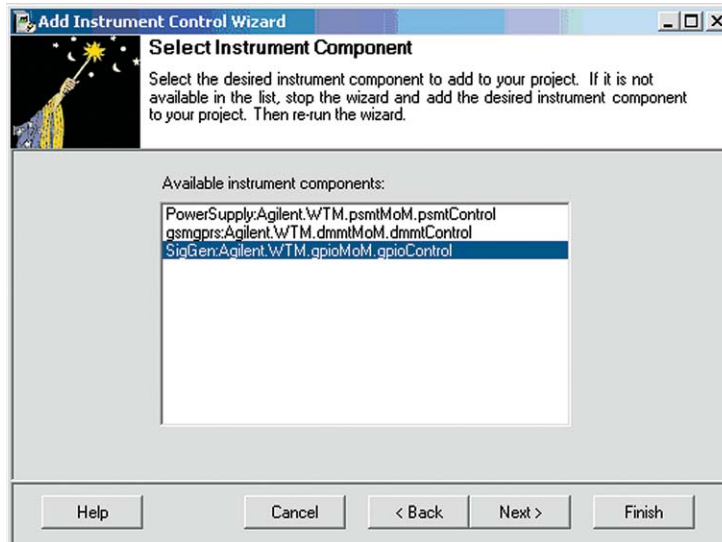 Add Instrument Control Wizard
Select Instrument Component
Select the desired instrument component to add to your project. If it is not
available in the list, stop the wizard and add the desired instrument component
to your project. Then re-run the wizard.
Available instrument components:
PowerSupply:Agilent.WTM.psmtMoM.psmtControl
gsmgprs:Agilent.WTM.dmmtMoM.dmmtControl
SigGen:Agilent.WTM.gpioMoM.gpioControl
Help
Cancel
< Back
Next >
Finish